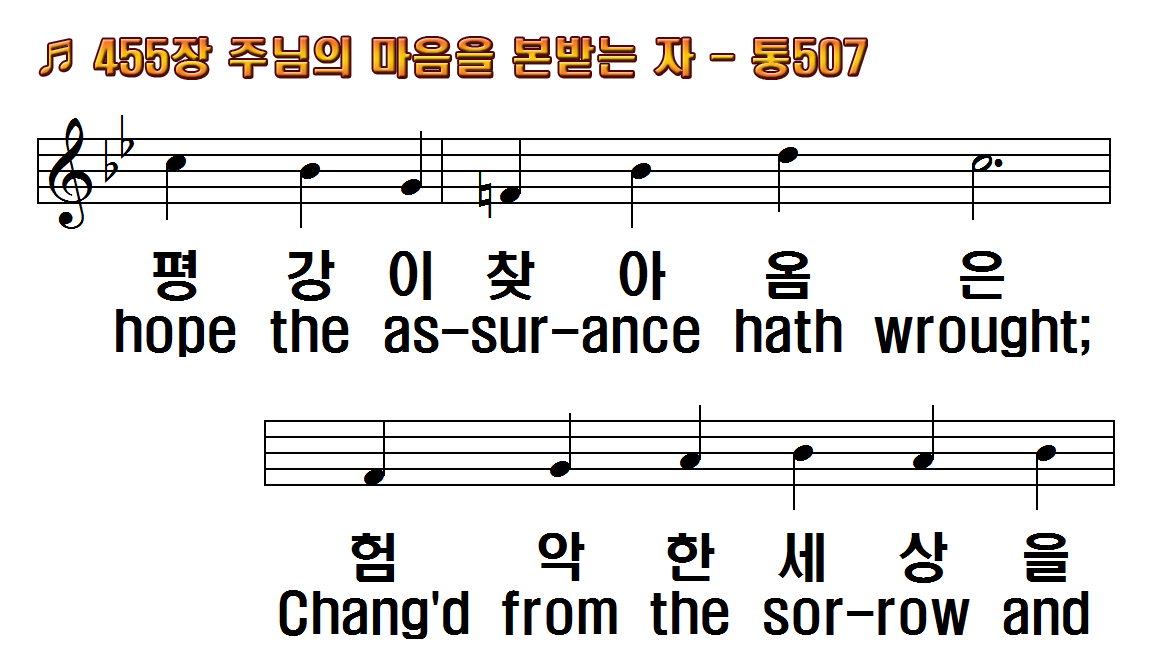 455장 주님의 마음을 본받는 자 - 통507
평 강 이 찾 아 옴 은
hope the as-sur-ance hath wrought;
험 악 한 세 상 을
Chang'd from the sor-row and